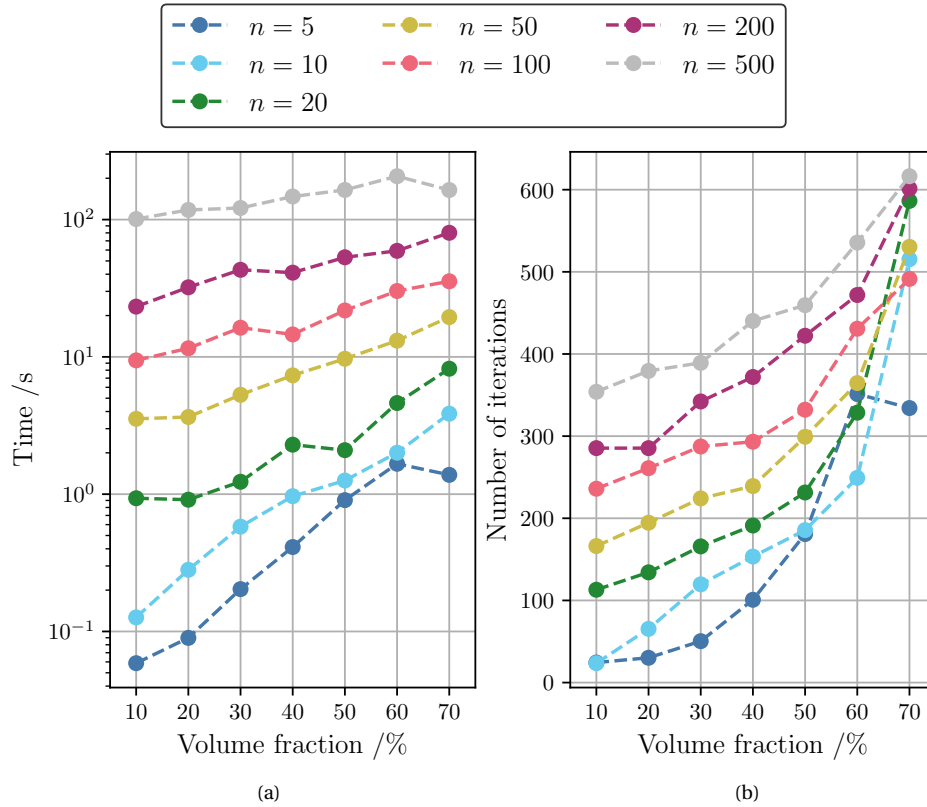 n = 5 n = 50 n = 200
n = 10 n = 100 n = 500
n = 20
Time /s
10^2
10^1
10^0
10^{-1}
10 20 30 40 50 60 70
Volume fraction /%
(a)
Number of iterations
600
500
400
300
200
100
0
10 20 30 40 50 60 70
Volume fraction /%
(b)